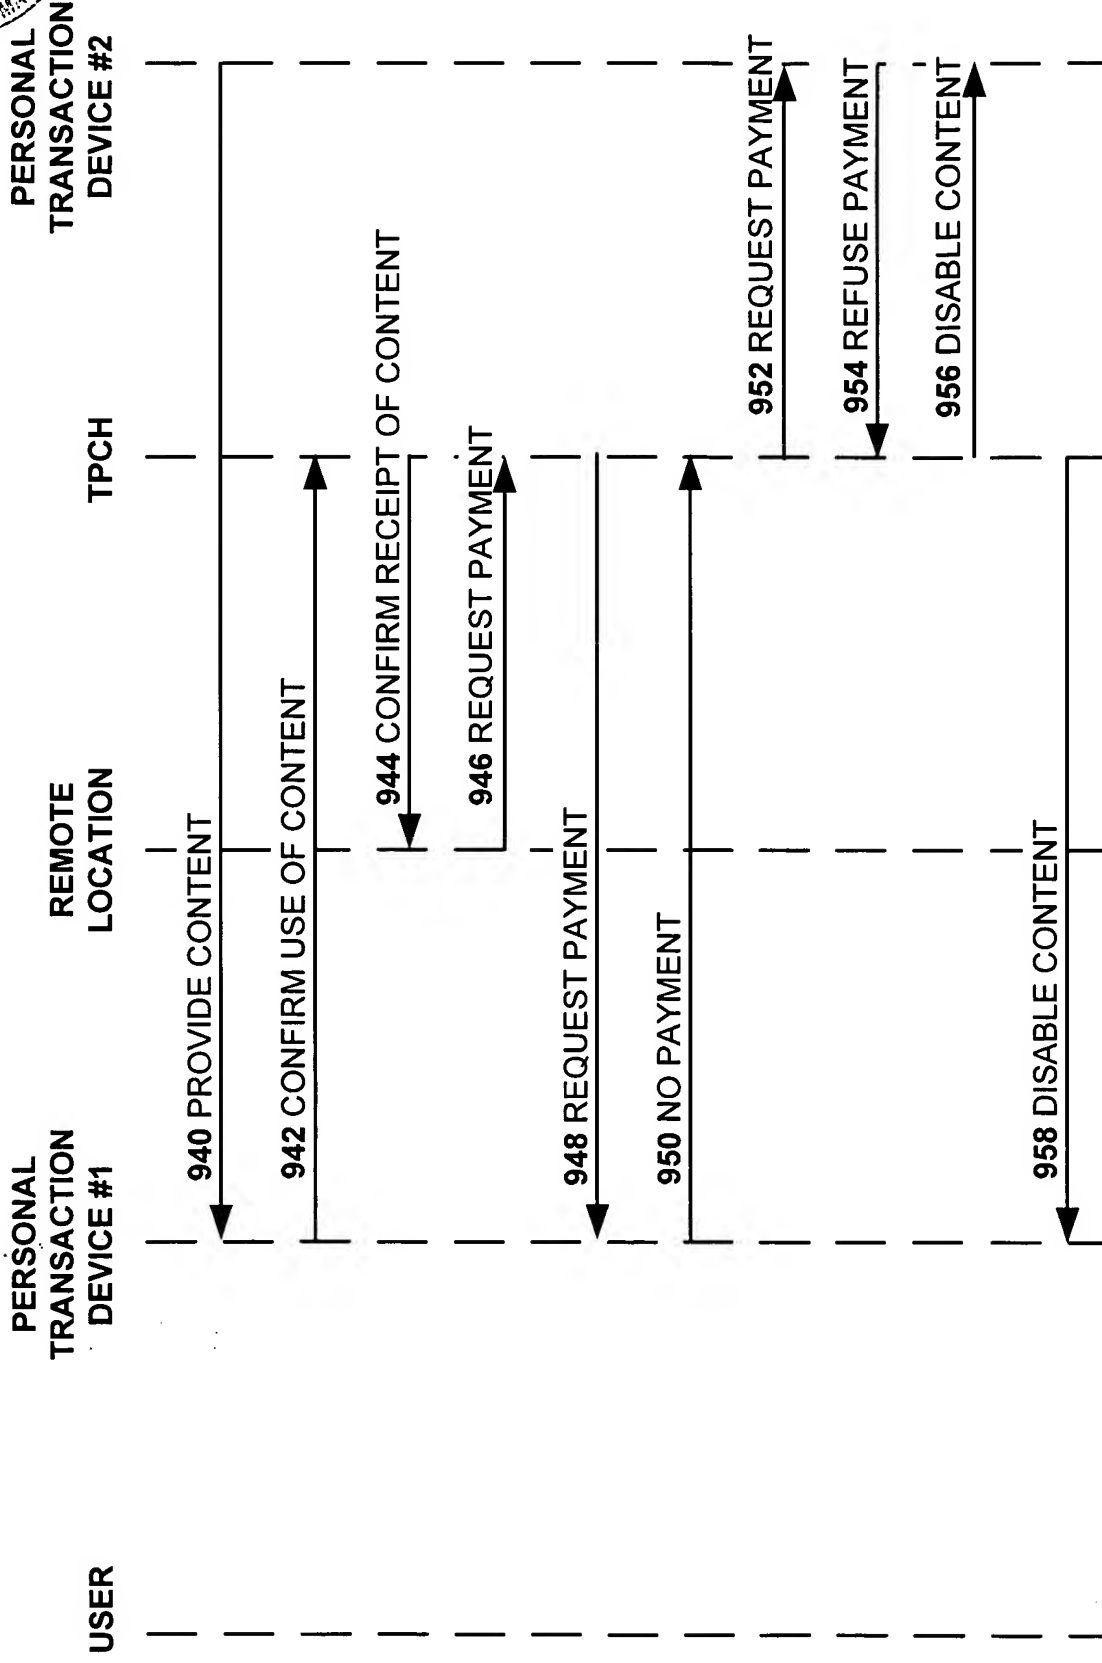 USER
PERSONAL
TRANSACTION
DEVICE #1
REMOTE
LOCATION
TPCH
PERSONAL
TRANSACTION
DEVICE #2
940 PROVIDE CONTENT
942 CONFIRM USE OF CONTENT
944 CONFIRM RECEIPT OF CONTENT
946 REQUEST PAYMENT
948 REQUEST PAYMENT
950 NO PAYMENT
952 REQUEST PAYMENT
954 REFUSE PAYMENT
956 DISABLE CONTENT
958 DISABLE CONTENT